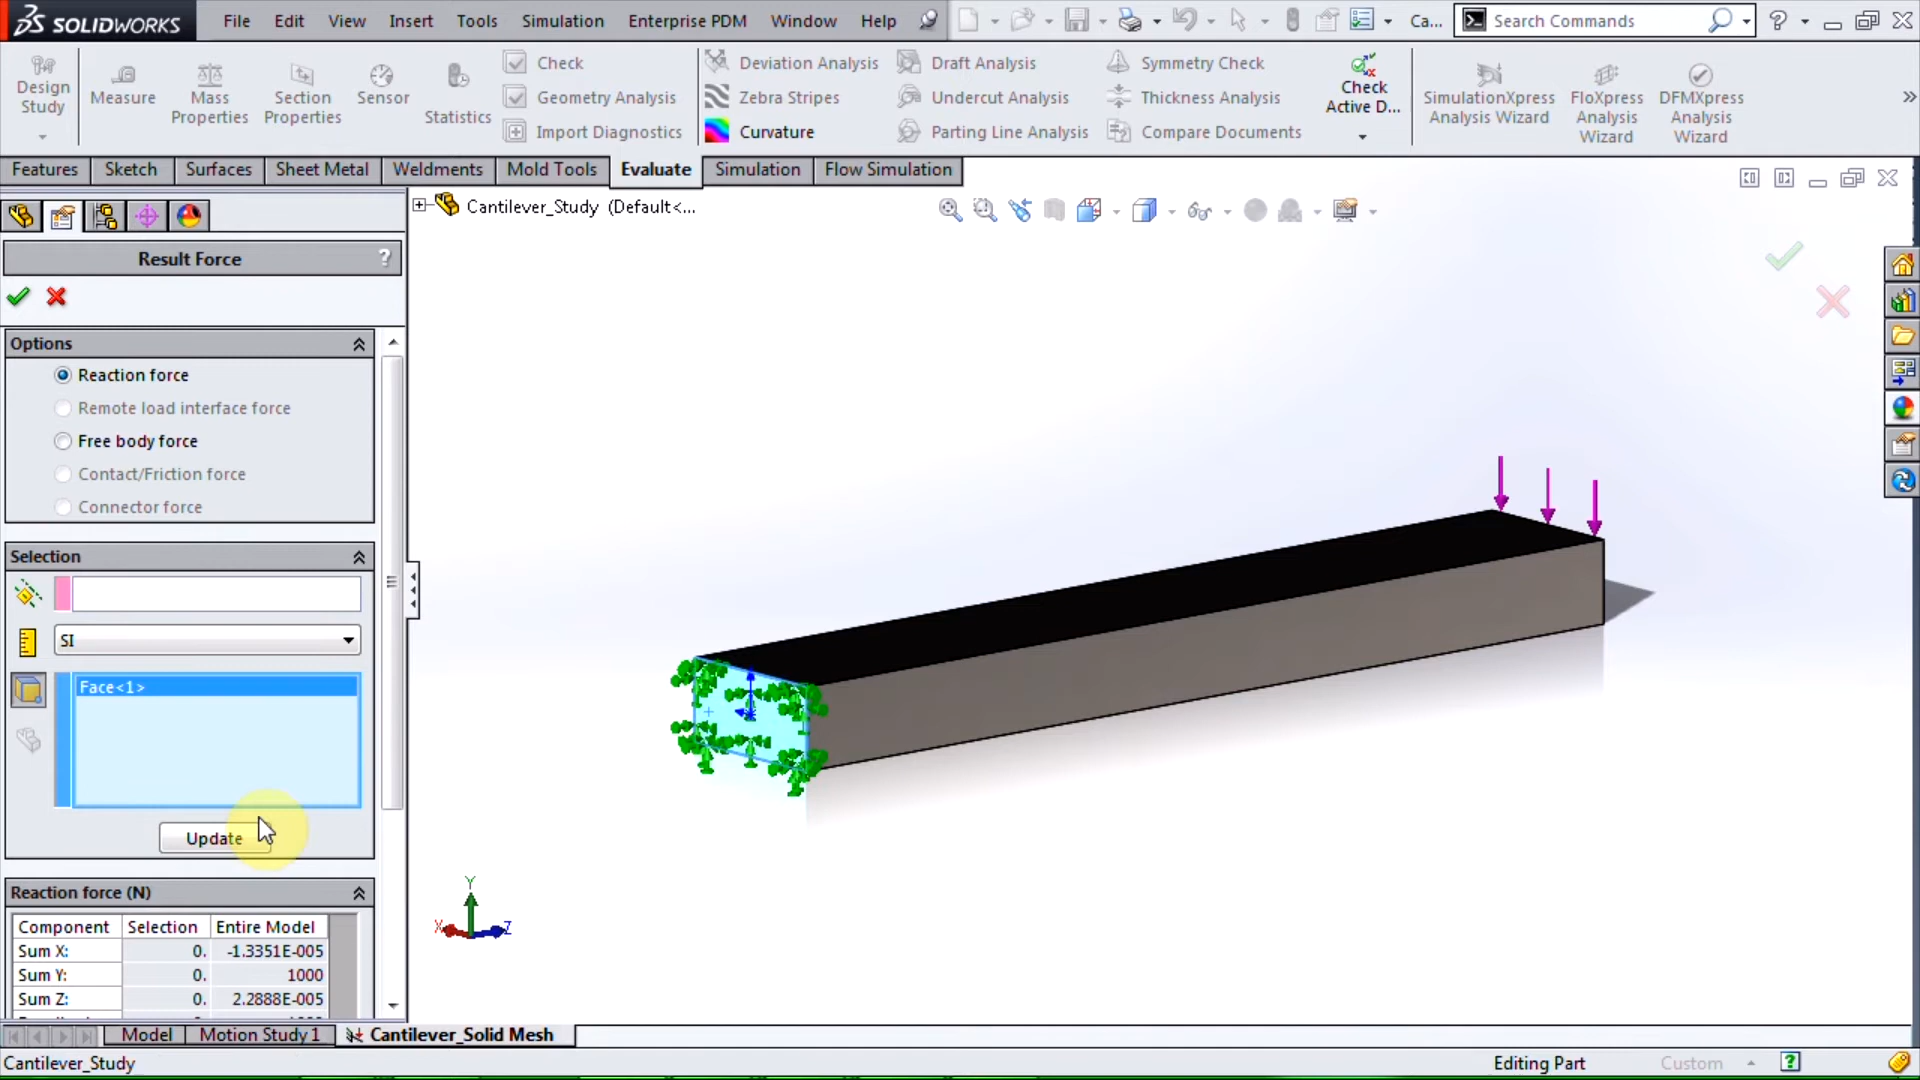 SOLIDWORKS File Edit View Insert Tools Simulation Enterprise PDM Window Help Ca... Search Commands
Design Study
Measure
Mass Properties
Section Properties
Sensor
Statistics
Check
Geometry Analysis
Import Diagnostics
Deviation Analysis
Zebra Stripes
Curvature
Draft Analysis
Undercut Analysis
Parting Line Analysis
Symmetry Check
Thickness Analysis
Compare Documents
Check Active D...
SimulationXpress Analysis Wizard
FloXpress Analysis Wizard
DFMXpress Analysis Wizard
Features Sketch Surfaces Sheet Metal Weldments Mold Tools Evaluate Simulation Flow Simulation
Cantilever_Study (Default<...
Result Force ?
Options
Reaction force
Remote load interface force
Free body force
Contact/Friction force
Connector force
Selection
SI
Face<1>
Update
Reaction force (N)
Component Selection Entire Model
Sum X: 0. -1.3351E-005
Sum Y: 0. 1000
Sum Z: 0. 2.2888E-005
Y
X Z
Model Motion Study 1 Cantilever_Solid Mesh
Cantilever_Study Editing Part Custom ?